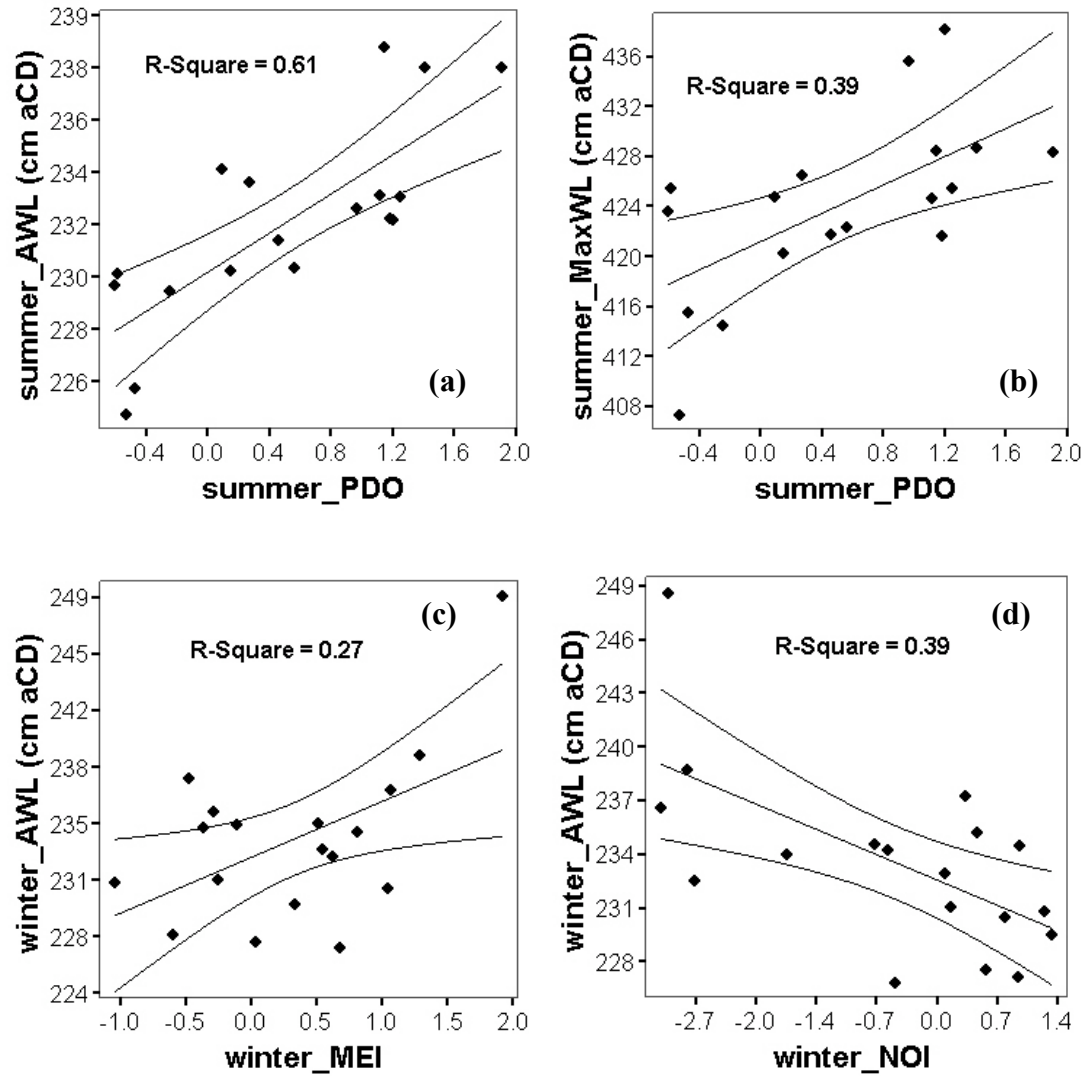 239
238
236
234
232
230
228
226
summer_AWL (cm aCD)
R-Square = 0.61
(a)
-0.4 0.0 0.4 0.8 1.2 1.6 2.0
summer_PDO
436
432
428
424
420
416
412
408
summer_MaxWL (cm aCD)
R-Square = 0.39
(b)
-0.4 0.0 0.4 0.8 1.2 1.6 2.0
summer_PDO
249
245
242
238
235
231
228
224
winter_AWL (cm aCD)
(c)
R-Square = 0.27
-1.0 -0.5 0.0 0.5 1.0 1.5 2.0
winter_MEI
249
246
243
240
237
234
231
228
winter_AWL (cm aCD)
(d)
R-Square = 0.39
-2.7 -2.0 -1.4 -0.7 0.0 0.7 1.4
winter_NOI